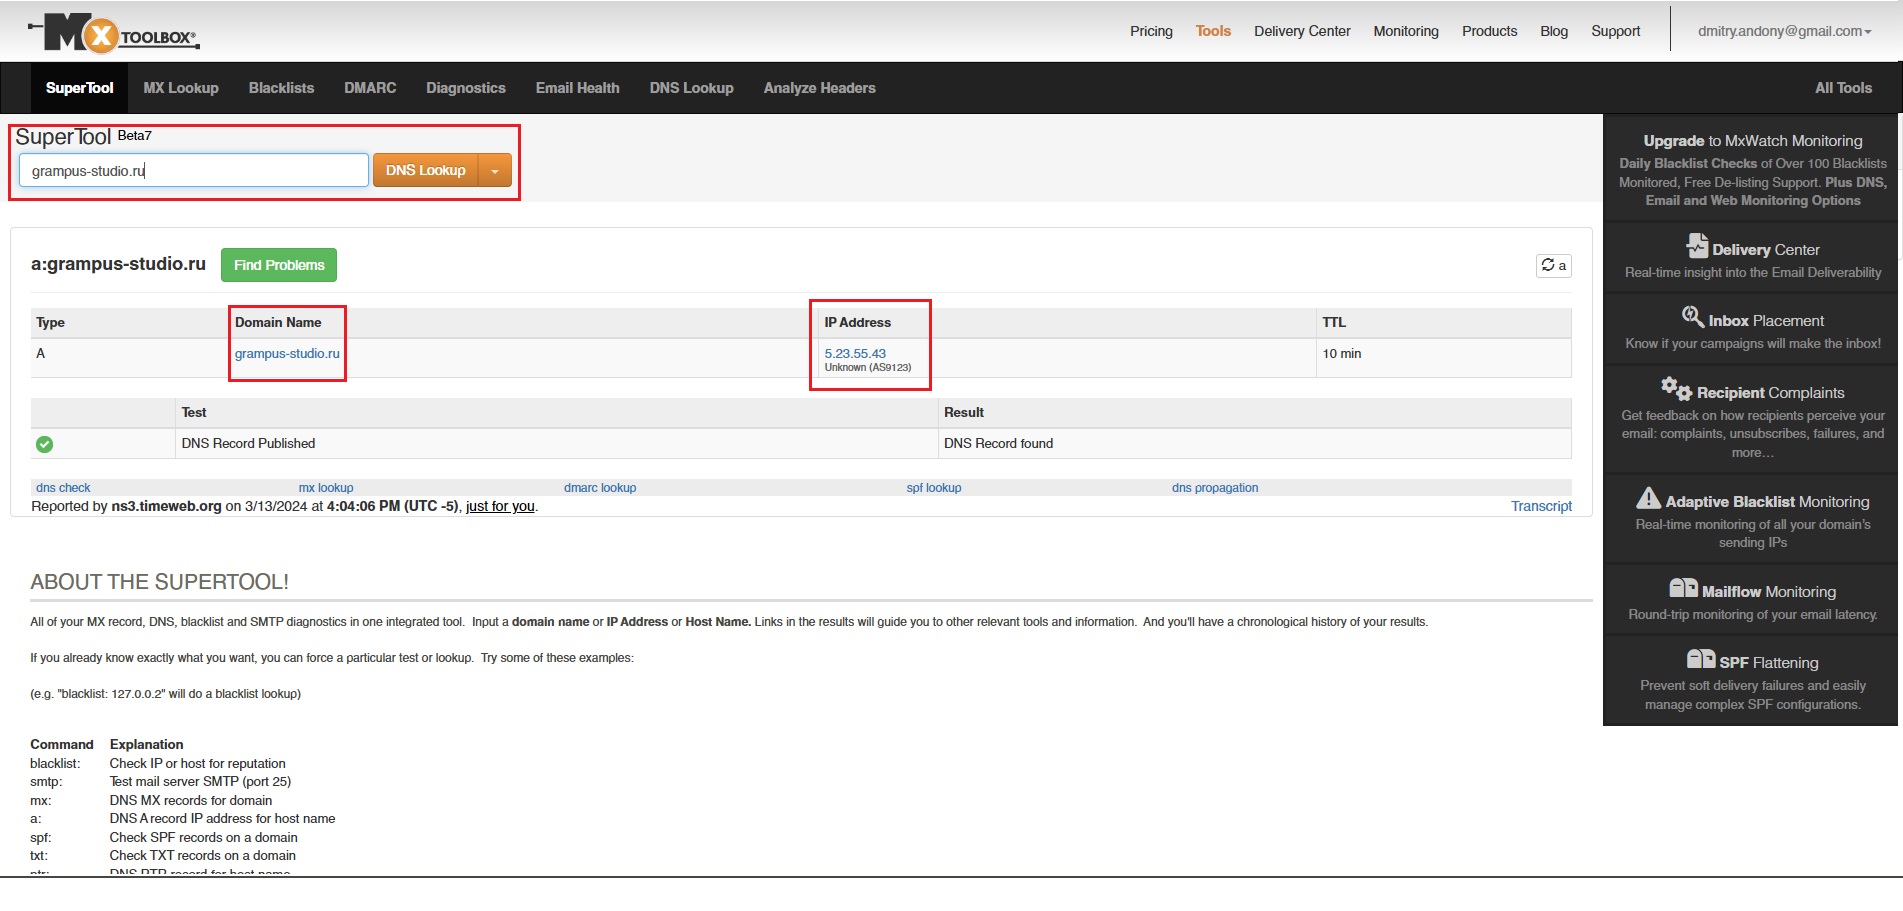 MX TOOLBOX®
Pricing Tools Delivery Center Monitoring Products Blog Support dmitry.andony@gmail.com
SuperTool MX Lookup Blacklists DMARC Diagnostics Email Health DNS Lookup Analyze Headers All Tools
SuperTool Beta7
grampus-studio.ru DNS Lookup
a:grampus-studio.ru Find Problems a
Type Domain Name IP Address TTL
A grampus-studio.ru 5.23.55.43 10 min
Unknown (AS9123)
Test Result
DNS Record Published DNS Record found
dns check mx lookup dmarc lookup spf lookup dns propagation
Reported by ns3.timeweb.org on 3/13/2024 at 4:04:06 PM (UTC -5), just for you. Transcript
ABOUT THE SUPERTOOL!
All of your MX record, DNS, blacklist and SMTP diagnostics in one integrated tool. Input a domain name or IP Address or Host Name. Links in the results will guide you to other relevant tools and information. And you'll have a chronological history of your results.
If you already know exactly what you want, you can force a particular test or lookup. Try some of these examples:
(e.g. "blacklist: 127.0.0.2" will do a blacklist lookup)
Command Explanation
blacklist: Check IP or host for reputation
smtp: Test mail server SMTP (port 25)
mx: DNS MX records for domain
a: DNS A record IP address for host name
spf: Check SPF records on a domain
txt: Check TXT records on a domain
ptr: DNS PTR record for host name
Upgrade to MxWatch Monitoring
Daily Blacklist Checks of Over 100 Blacklists
Monitored, Free De-listing Support. Plus DNS,
Email and Web Monitoring Options
Delivery Center
Real-time insight into the Email Deliverability
Inbox Placement
Know if your campaigns will make the inbox!
Recipient Complaints
Get feedback on how recipients perceive your
email: complaints, unsubscribes, failures, and
more…
Adaptive Blacklist Monitoring
Real-time monitoring of all your domain's
sending IPs
Mailflow Monitoring
Round-trip monitoring of your email latency.
SPF Flattening
Prevent soft delivery failures and easily
manage complex SPF configurations.